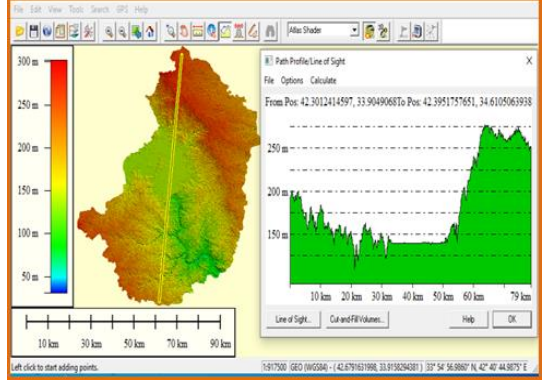 File Edit View Tools Search GPS Help
Atlas Shader
300 m
250 m
200 m
150 m
100 m
50 m
10 km 30 km 50 km 70 km 90 km
Path Profile/Line of Sight
File Options Calculate
From Pos: 42.3012414597, 33.9049068To Pos: 42.3951757651, 34.6105063938
250 m
200 m
150 m
10 km 20 km 30 km 40 km 50 km 60 km 79 km
Line of Sight... Cut-and-Fill Volumes... Help OK
Left click to start adding points. 1:917500 GEO (WGS84) - ( 42.6791631998, 33.9158294381 ) 33° 54' 56.9860" N, 42° 40' 44.9875" E